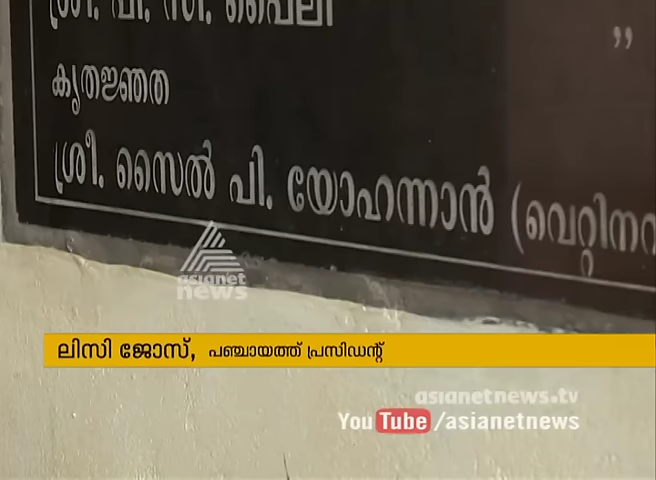 ശ്രീ. പി. സി. പൈലി
”
കൃതജ്ഞത
ശ്രീ. സൈൽ പി. യോഹന്നാൻ (വെറ്റിന
asianet
news
ലിസി ജോസ്, പഞ്ചായത്ത് പ്രസിഡന്റ്
asianetnews.tv
YouTube/asianetnews